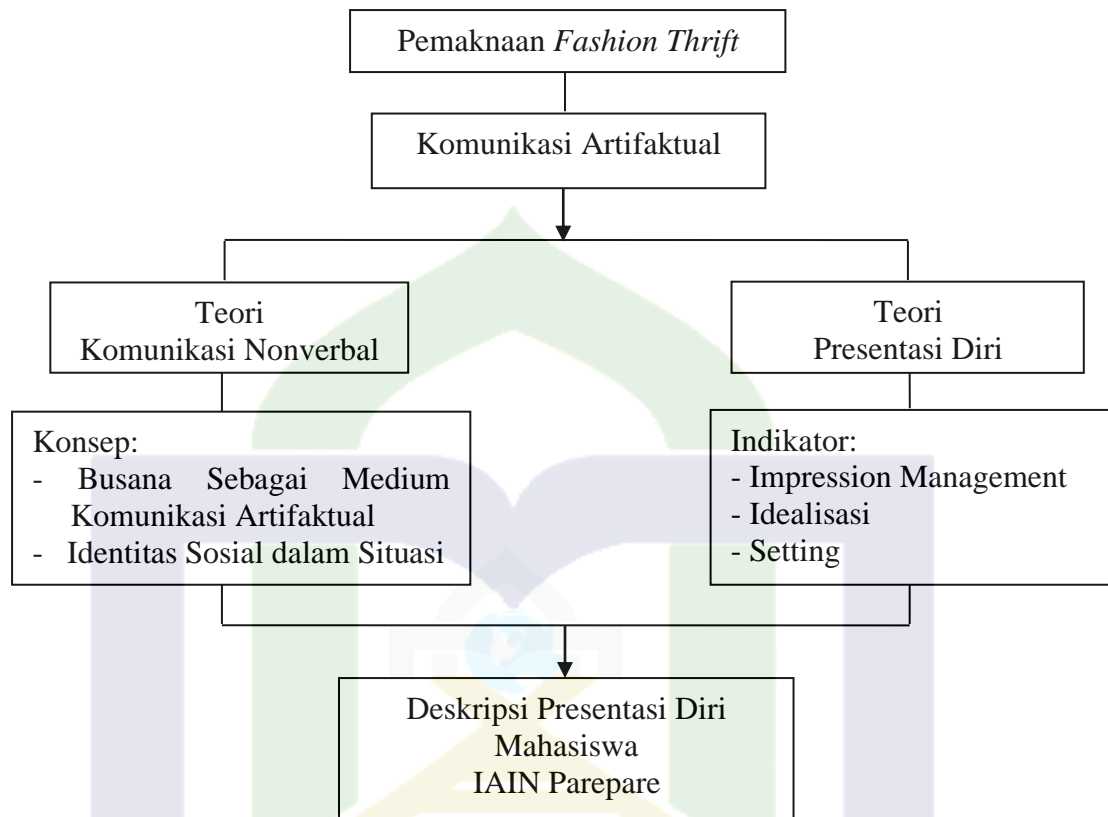 Pemaknaan Fashion Thrift
Komunikasi Artifaktual
Teori
Komunikasi Nonverbal
Teori
Presentasi Diri
Konsep:
- Busana Sebagai Medium
Komunikasi Artifaktual
- Identitas Sosial dalam Situasi
Indikator:
- Impression Management
- Idealisasi
- Setting
Deskripsi Presentasi Diri
Mahasiswa
IAIN Parepare